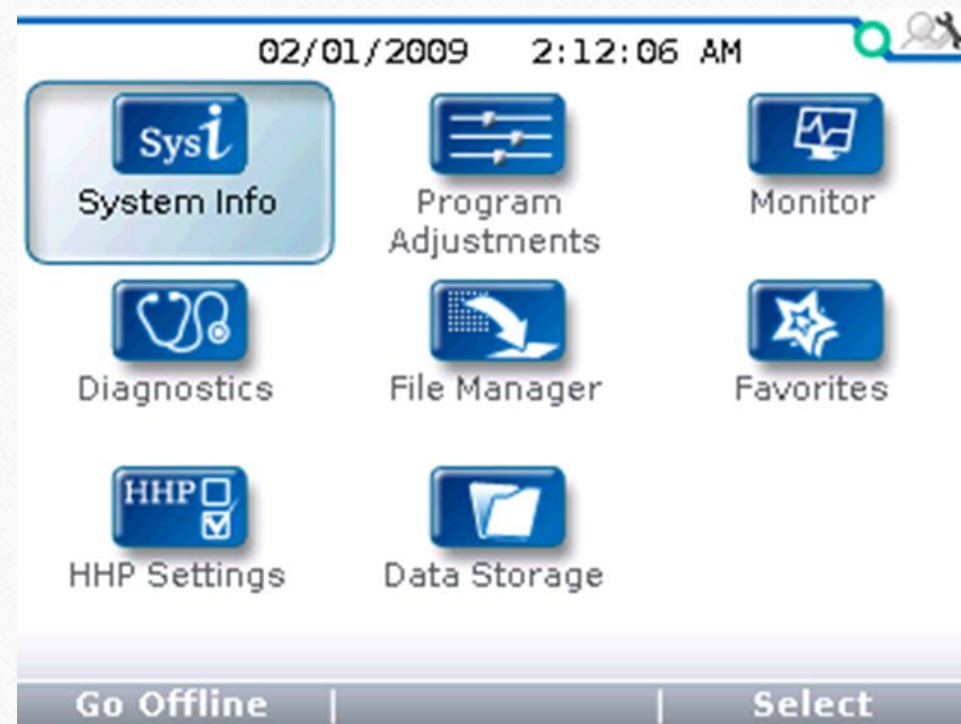 02/01/2009 2:12:06 AM
Sysi
System Info
Program
Adjustments
Monitor
Diagnostics
File Manager
Favorites
HHP
HHP Settings
Data Storage
Go Offline | | Select